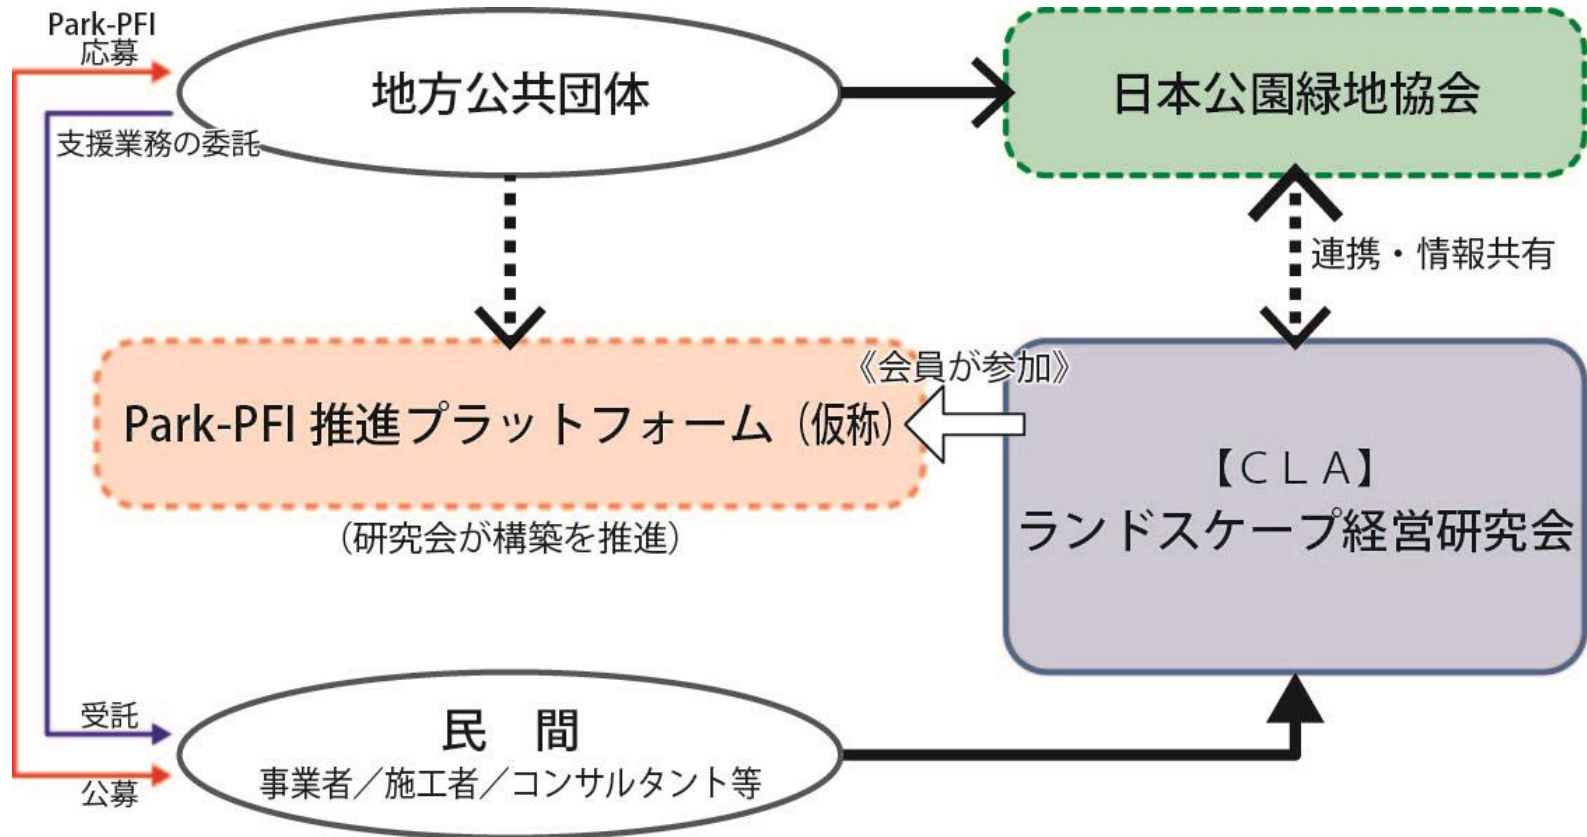 Park-PFI
応募
地方公共団体
日本公園緑地協会
支援業務の委託
連携・情報共有
《会員が参加》
Park-PFI 推進プラットフォーム（仮称）
（研究会が構築を推進）
【ＣＬＡ】
ランドスケープ経営研究会
受託
民　間
事業者／施工者／コンサルタント等
公募